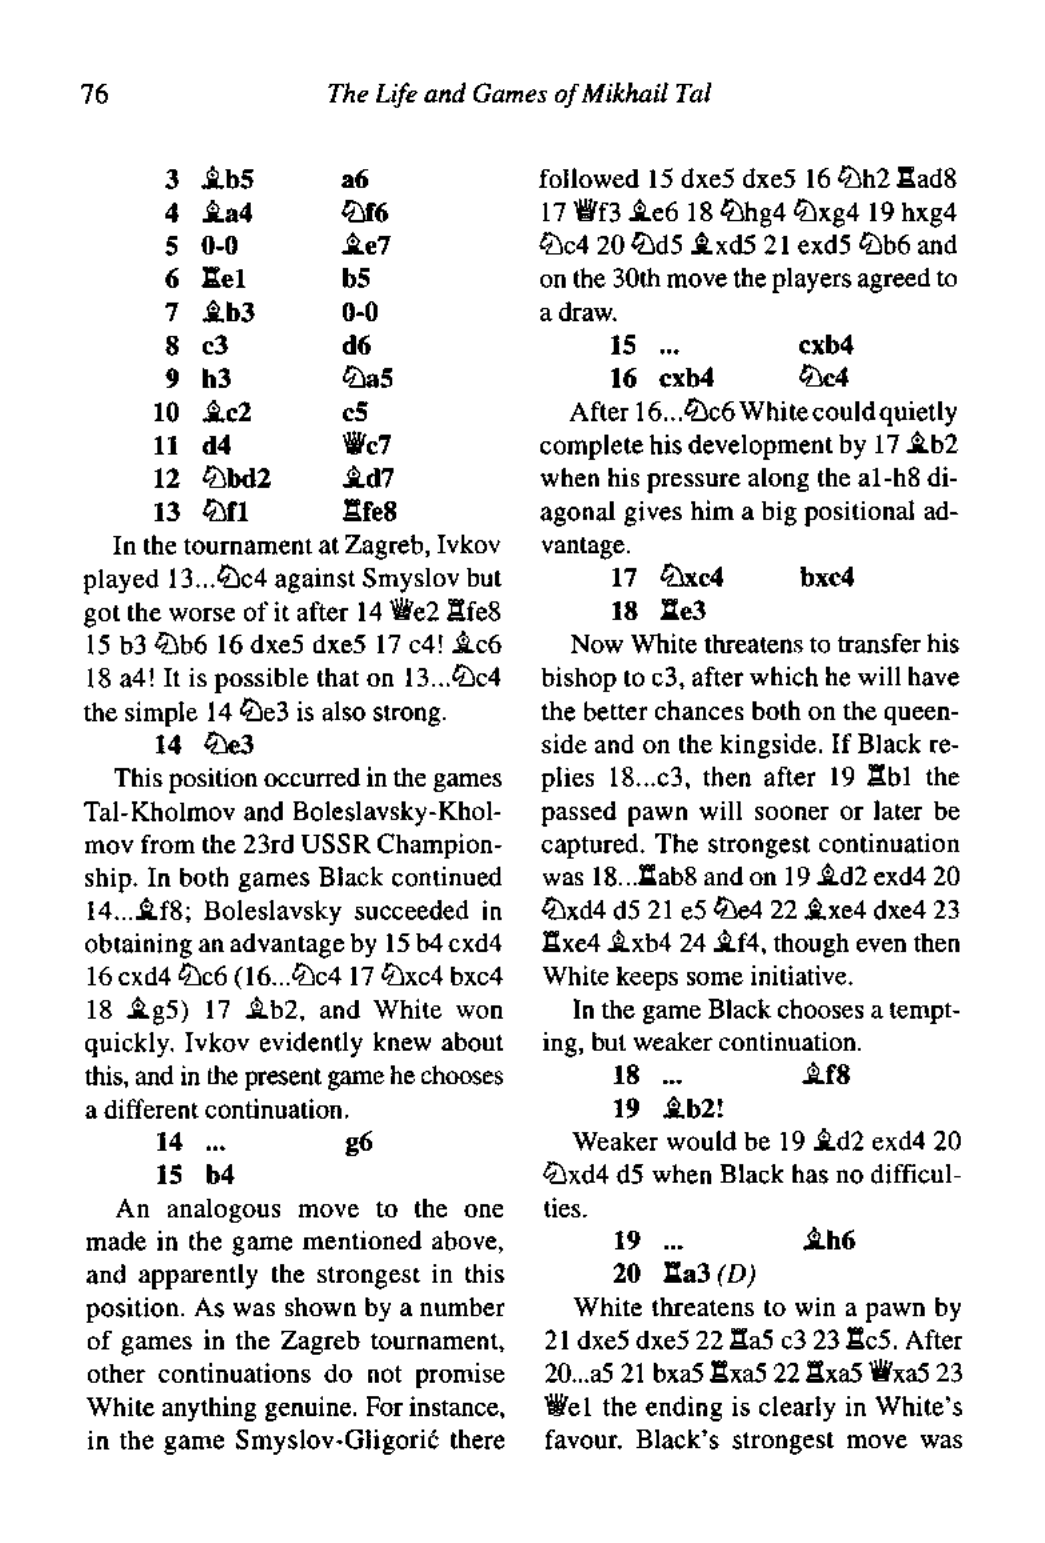 76 The Life and Games of Mikhail Tal
3 ♗b5 a6
4 ♗a4 ♘f6
5 0-0 ♗e7
6 ♖e1 b5
7 ♗b3 0-0
8 c3 d6
9 h3 ♘a5
10 ♗c2 c5
11 d4 ♕c7
12 ♘bd2 ♗d7
13 ♘f1 ♖fe8
In the tournament at Zagreb, Ivkov
played 13...♘c4 against Smyslov but
got the worse of it after 14 ♕e2 ♖fe8
15 b3 ♘b6 16 dxe5 dxe5 17 c4! ♗c6
18 a4! It is possible that on 13...♘c4
the simple 14 ♘e3 is also strong.
14 ♘e3
This position occurred in the games
Tal-Kholmov and Boleslavsky-Khol-
mov from the 23rd USSR Champion-
ship. In both games Black continued
14...♗f8; Boleslavsky succeeded in
obtaining an advantage by 15 b4 cxd4
16 cxd4 ♘c6 (16...♘c4 17 ♘xc4 bxc4
18 ♗g5) 17 ♗b2, and White won
quickly. Ivkov evidently knew about
this, and in the present game he chooses
a different continuation.
14 ... g6
15 b4
An analogous move to the one
made in the game mentioned above,
and apparently the strongest in this
position. As was shown by a number
of games in the Zagreb tournament,
other continuations do not promise
White anything genuine. For instance,
in the game Smyslov-Gligorić there
followed 15 dxe5 dxe5 16 ♘h2 ♖ad8
17 ♕f3 ♗e6 18 ♘hg4 ♘xg4 19 hxg4
♘c4 20 ♘d5 ♗xd5 21 exd5 ♘b6 and
on the 30th move the players agreed to
a draw.
15 ... cxb4
16 cxb4 ♘c4
After 16...♘c6 White could quietly
complete his development by 17 ♗b2
when his pressure along the a1-h8 di-
agonal gives him a big positional ad-
vantage.
17 ♘xc4 bxc4
18 ♖e3
Now White threatens to transfer his
bishop to c3, after which he will have
the better chances both on the queen-
side and on the kingside. If Black re-
plies 18...c3, then after 19 ♖b1 the
passed pawn will sooner or later be
captured. The strongest continuation
was 18...♖ab8 and on 19 ♗d2 exd4 20
♘xd4 d5 21 e5 ♘e4 22 ♗xe4 dxe4 23
♖xe4 ♗xb4 24 ♗f4, though even then
White keeps some initiative.
In the game Black chooses a tempt-
ing, but weaker continuation.
18 ... ♗f8
19 ♗b2!
Weaker would be 19 ♗d2 exd4 20
♘xd4 d5 when Black has no difficul-
ties.
19 ... ♗h6
20 ♖a3 (D)
White threatens to win a pawn by
21 dxe5 dxe5 22 ♖a5 c3 23 ♖c5. After
20...a5 21 bxa5 ♖xa5 22 ♖xa5 ♕xa5 23
♕e1 the ending is clearly in White's
favour. Black's strongest move was